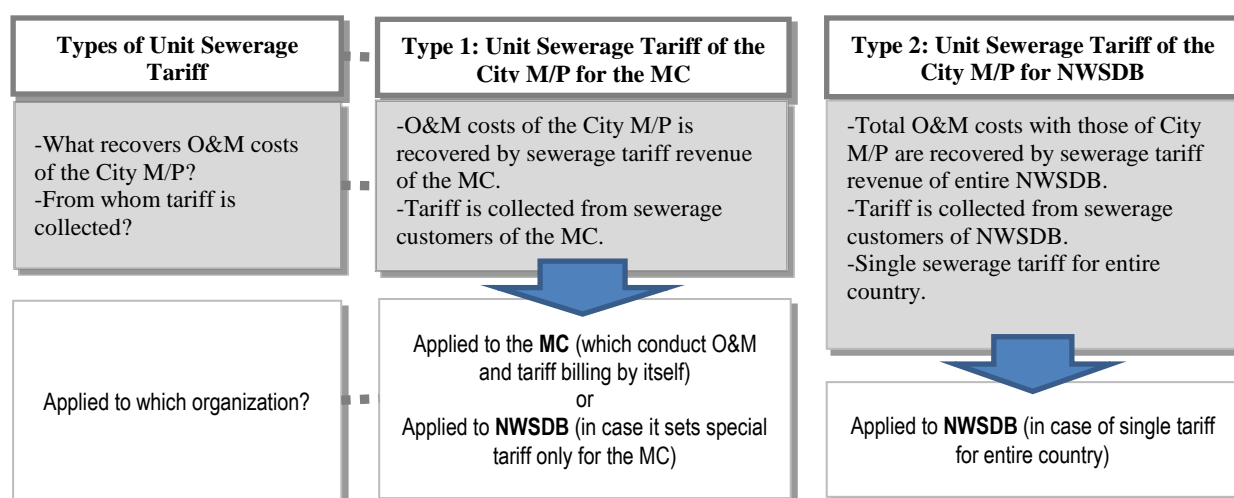 Types of Unit Sewerage
Tariff
-What recovers O&M costs
of the City M/P?
-From whom tariff is
collected?
Applied to which organization?
Type 1: Unit Sewerage Tariff of the
City M/P for the MC
-O&M costs of the City M/P is
recovered by sewerage tariff revenue
of the MC.
-Tariff is collected from sewerage
customers of the MC.
Applied to the MC (which conduct O&M
and tariff billing by itself)
or
Applied to NWSDB (in case it sets special
tariff only for the MC)
Type 2: Unit Sewerage Tariff of the
City M/P for NWSDB
-Total O&M costs with those of City
M/P are recovered by sewerage tariff
revenue of entire NWSDB.
-Tariff is collected from sewerage
customers of NWSDB.
-Single sewerage tariff for entire
country.
Applied to NWSDB (in case of single tariff
for entire country)